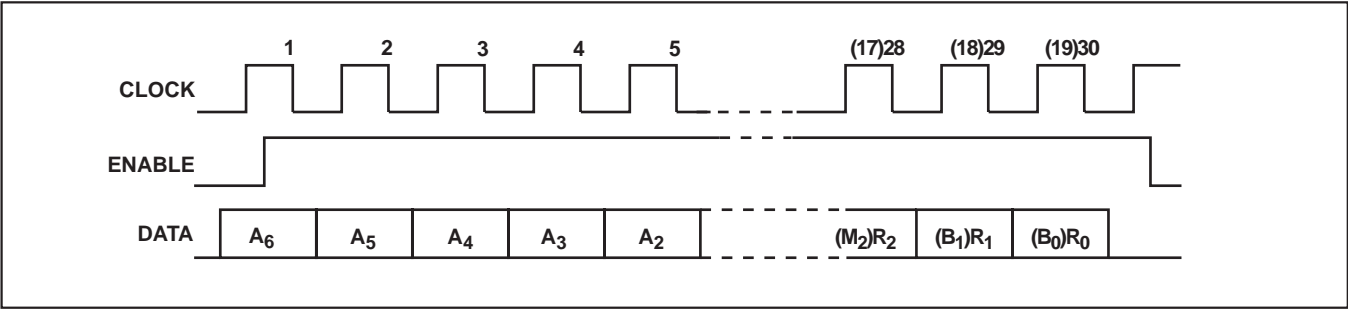 1 2 3 4 5 (17)28 (18)29 (19)30
CLOCK
ENABLE
DATA A6 A5 A4 A3 A2 (M2)R2 (B1)R1 (B0)R0